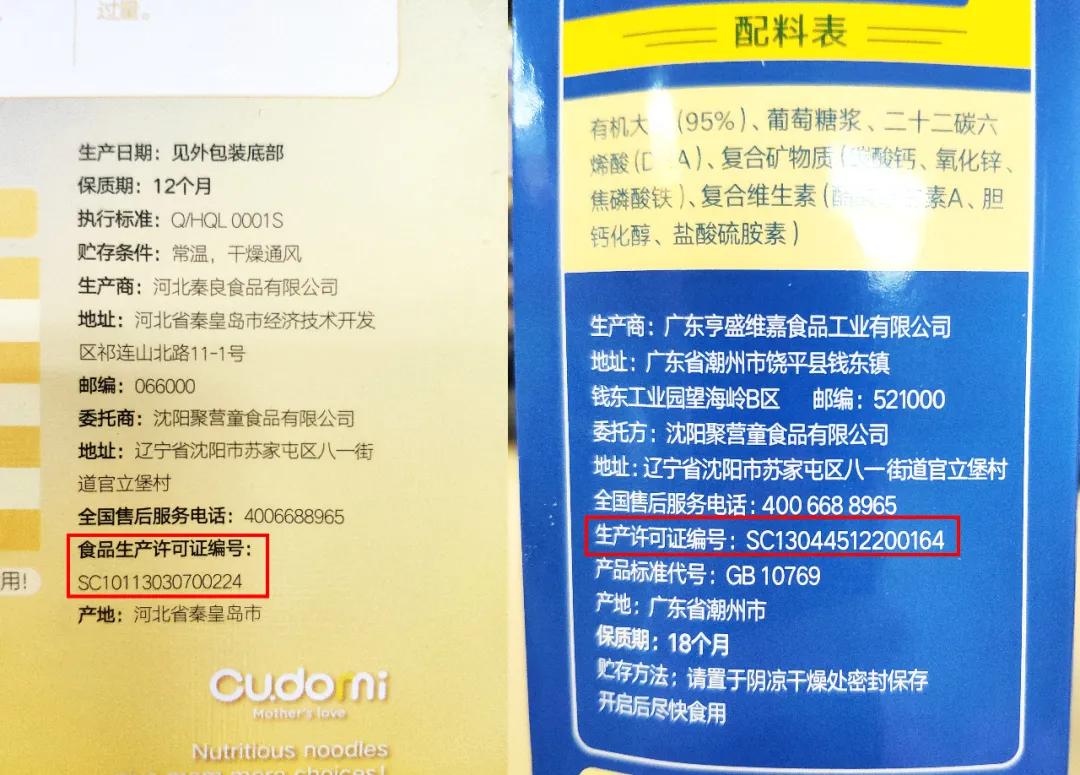 过量。
生产日期：见外包装底部
保质期：12个月
执行标准：Q/HQL 0001S
贮存条件：常温，干燥通风
生产商：河北秦良食品有限公司
地址：河北省秦皇岛市经济技术开发
区祁连山北路11-1号
邮编：066000
委托商：沈阳聚营童食品有限公司
地址：辽宁省沈阳市苏家屯区八一街
道官立堡村
全国售后服务电话：4006688965
食品生产许可证编号：
SC10113030700224
产地：河北省秦皇岛市
用!
Cudomi
Mother's love
Nutritious noodles
more choices!
配料表
有机大 (95%)、葡萄糖浆、二十二碳六
烯酸(D A)、复合矿物质( 酸钙、氧化锌、
焦磷酸铁)、复合维生素( 素A、胆
钙化醇、盐酸硫胺素)
生产商：广东亨盛维嘉食品工业有限公司
地址：广东省潮州市饶平县钱东镇
钱东工业园望海岭B区 邮编：521000
委托方：沈阳聚营童食品有限公司
地址：辽宁省沈阳市苏家屯区八一街道官立堡村
全国售后服务电话：400 668 8965
生产许可证编号：SC13044512200164
产品标准代号：GB 10769
产地：广东省潮州市
保质期：18个月
贮存方法：请置于阴凉干燥处密封保存
开启后尽快食用